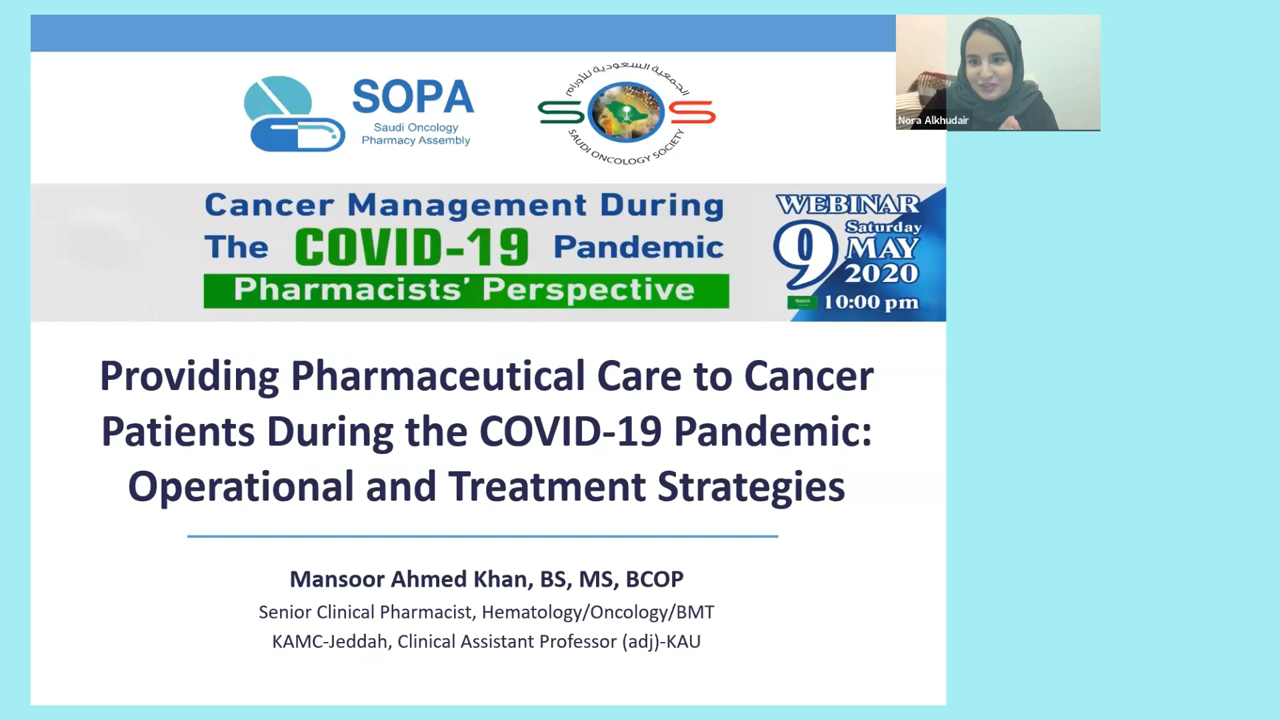 SOPA
Saudi Oncology
Pharmacy Assembly
الجمعية السعودية للأورام
SOS
SAUDI ONCOLOGY SOCIETY
Nora Alkhudair
Cancer Management During
The COVID-19 Pandemic
Pharmacists' Perspective
WEBINAR
9 Saturday
MAY
2020
10:00 pm
Providing Pharmaceutical Care to Cancer
Patients During the COVID-19 Pandemic:
Operational and Treatment Strategies
Mansoor Ahmed Khan, BS, MS, BCOP
Senior Clinical Pharmacist, Hematology/Oncology/BMT
KAMC-Jeddah, Clinical Assistant Professor (adj)-KAU